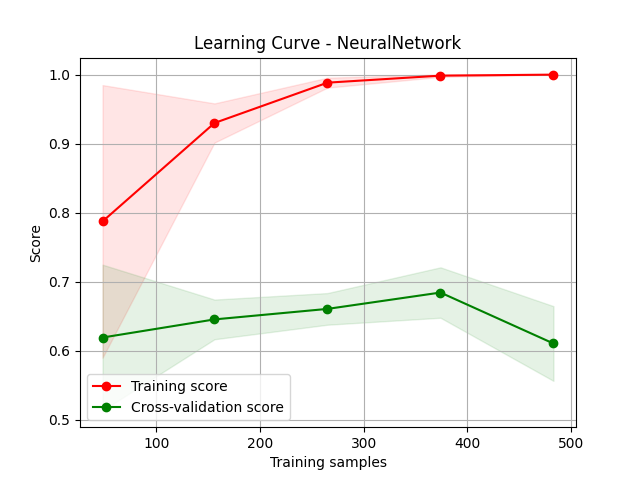 Learning Curve - NeuralNetwork
1.0
0.9
0.8
0.7
0.6
0.5
Score
Training score
Cross-validation score
100
200
300
400
500
Training samples